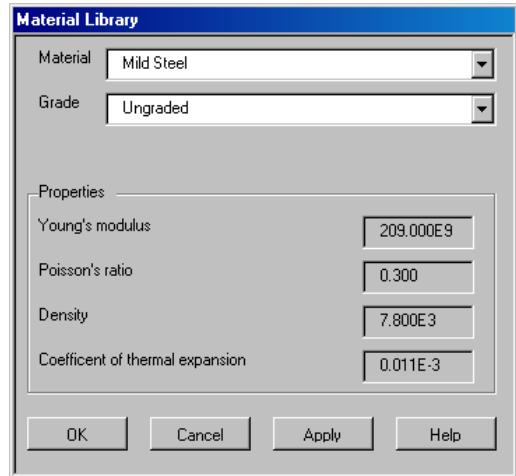 Material Library
Material Mild Steel
Grade Ungraded
Properties
Young's modulus 209.000E9
Poisson's ratio 0.300
Density 7.800E3
Coefficent of thermal expansion 0.011E-3
OK Cancel Apply Help